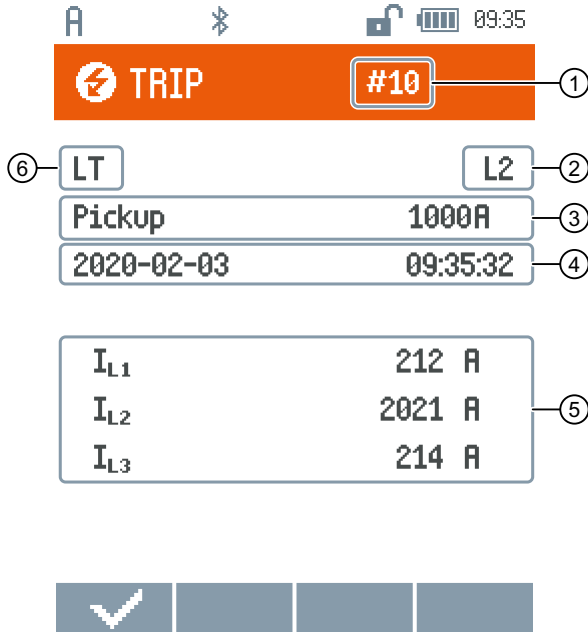 A 09:35
TRIP #10 1
6 LT L2 2
Pickup 1000A 3
2020-02-03 09:35:32 4
IL1 212 A
IL2 2021 A 5
IL3 214 A